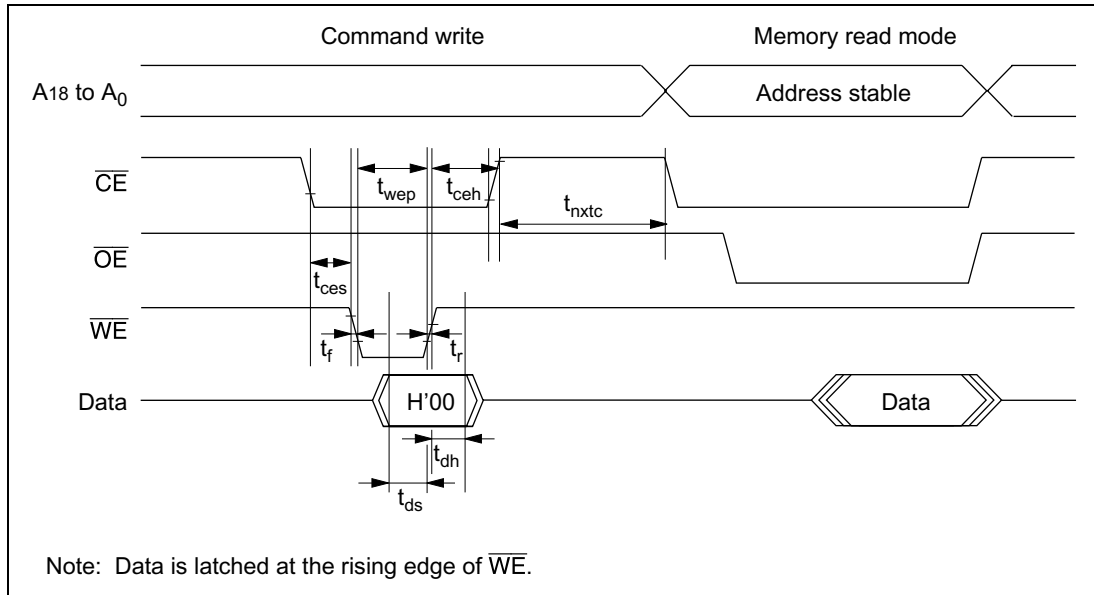 Command write Memory read mode
A18 to A0 Address stable
CE twep tceh tnxtc
OE tces
WE tf tr
Data H'00 Data
tdh
tds
Note: Data is latched at the rising edge of WE.